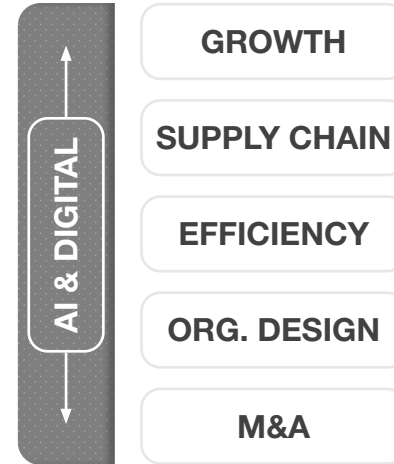 AI & DIGITAL
GROWTH
SUPPLY CHAIN
EFFICIENCY
ORG. DESIGN
M&A